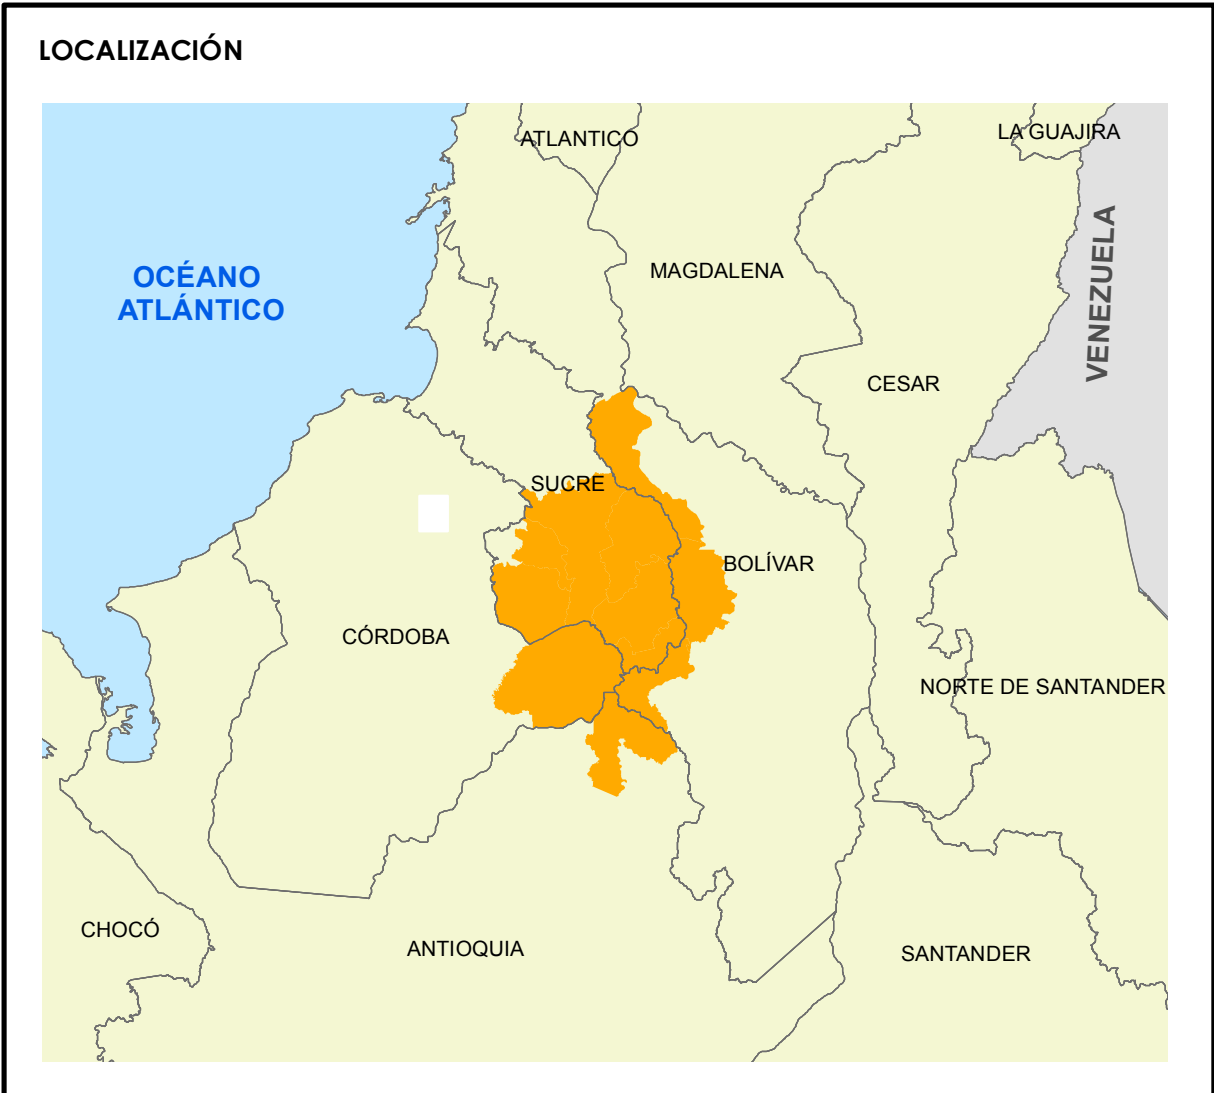 LOCALIZACIÓN
ATLANTICO
LA GUAJIRA
VENEZUELA
MAGDALENA
OCÉANO
ATLÁNTICO
CESAR
SUCRE
BOLÍVAR
CÓRDOBA
NORTE DE SANTANDER
CHOCÓ
ANTIOQUIA
SANTANDER